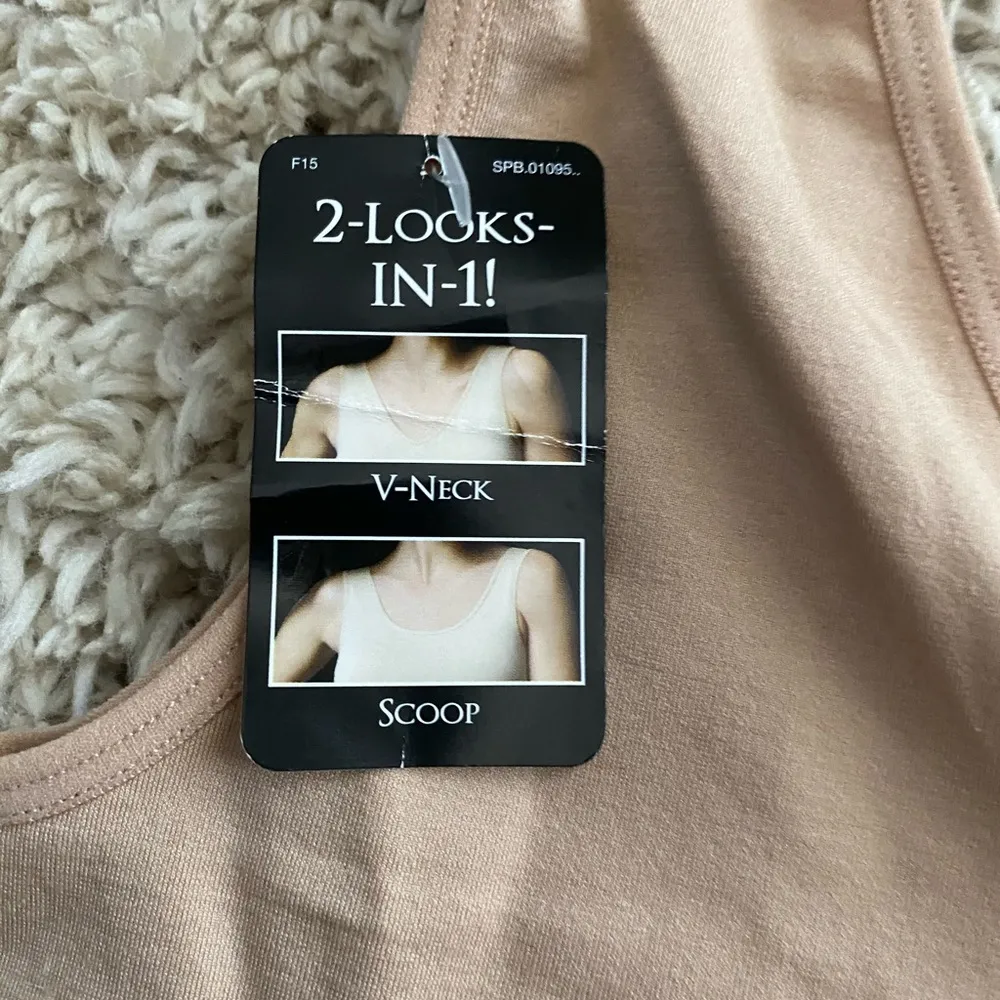 F15 SPB.01095..
2-LOOKS-
IN-1!
V-NECK
SCOOP